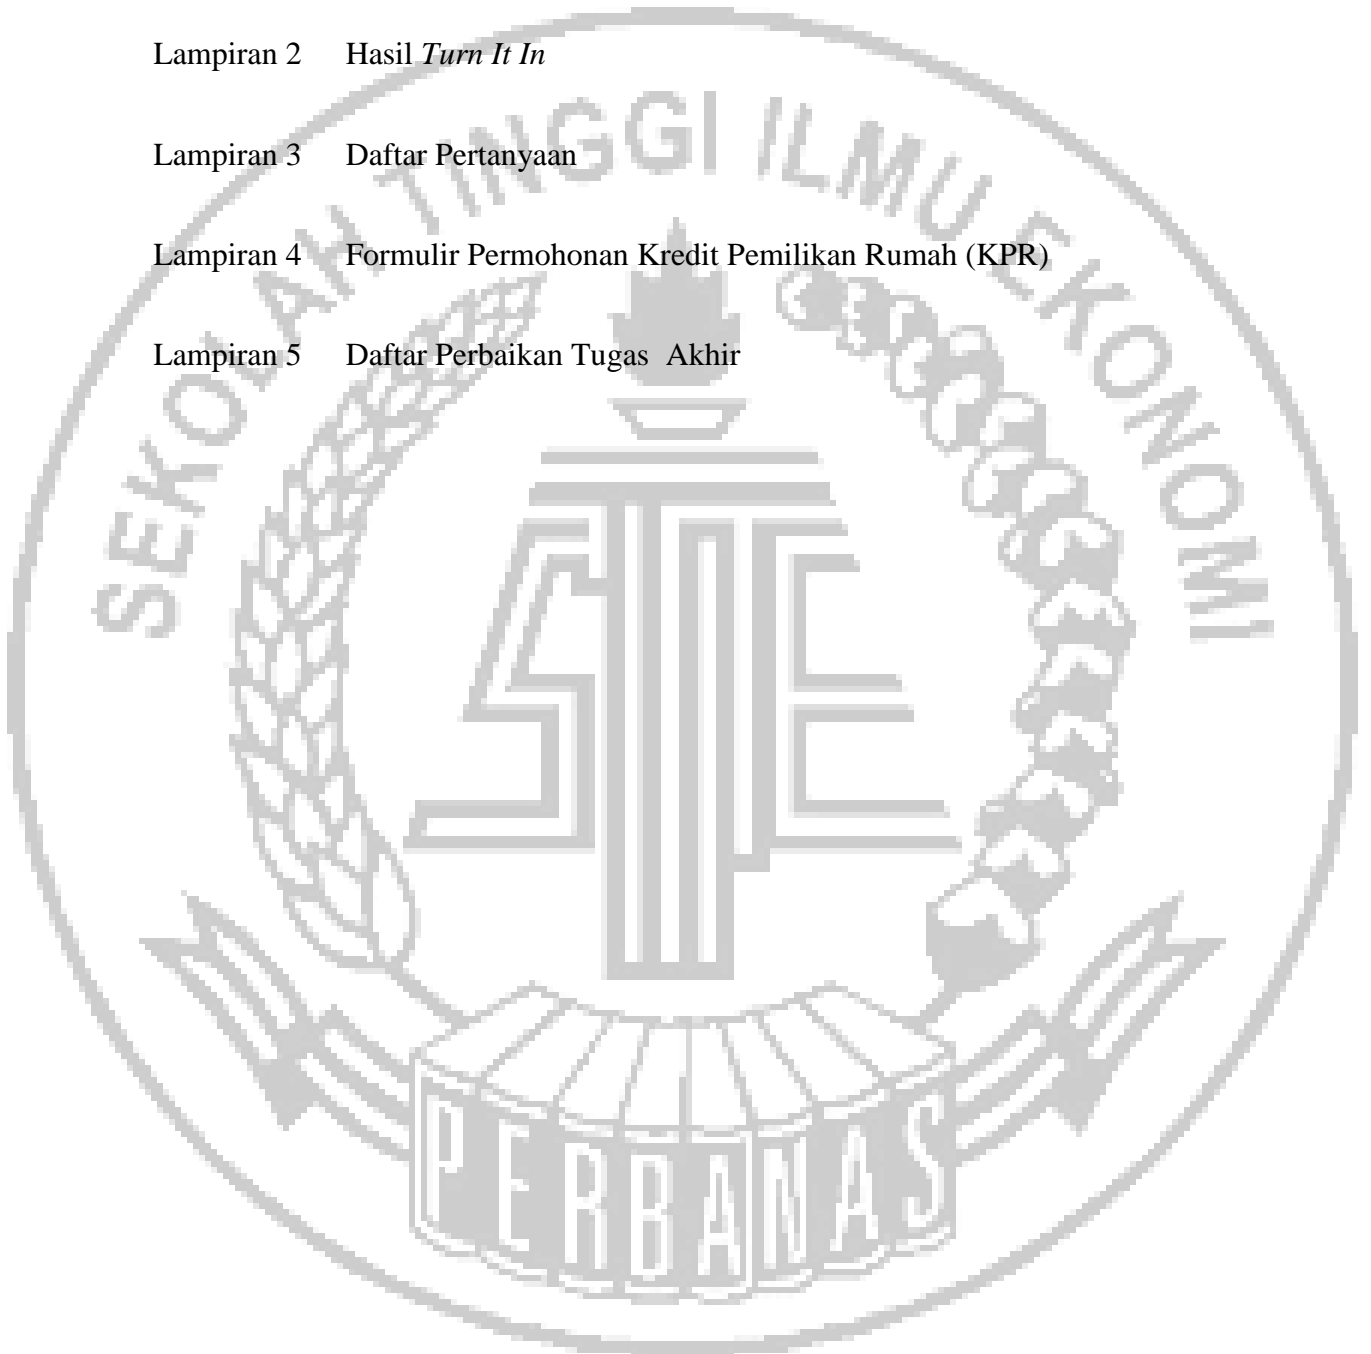 Lampiran 2 Hasil Turn It In
Lampiran 3 Daftar Pertanyaan
Lampiran 4 Formulir Permohonan Kredit Pemilikan Rumah (KPR)
Lampiran 5 Daftar Perbaikan Tugas Akhir
SEKOLAH TINGGI ILMU EKONOMI
STIE
PERBANAS